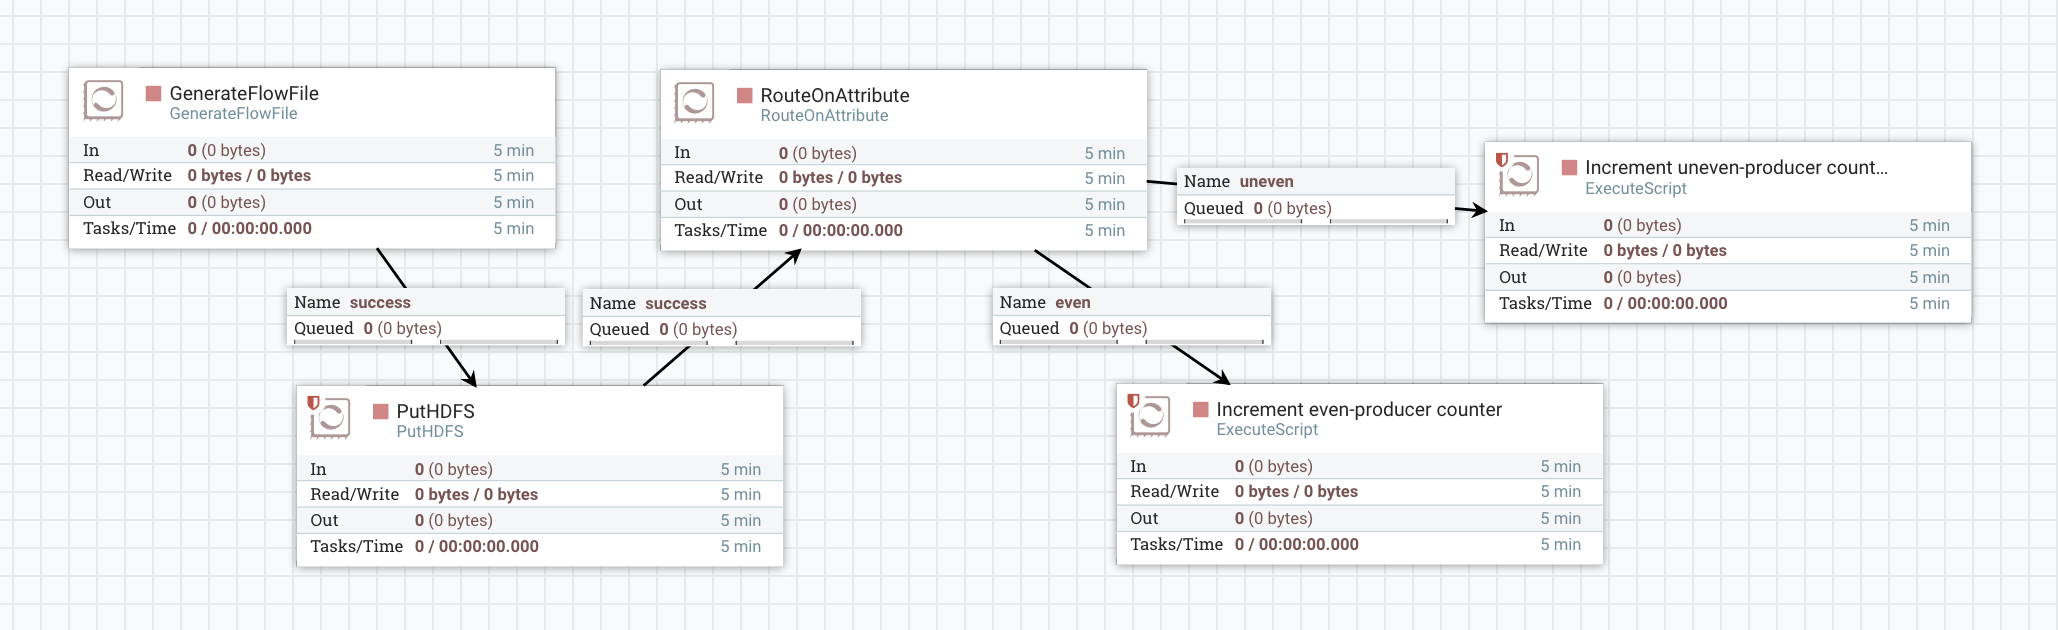 GenerateFlowFile
GenerateFlowFile
In 0 (0 bytes) 5 min
Read/Write 0 bytes / 0 bytes 5 min
Out 0 (0 bytes) 5 min
Tasks/Time 0 / 00:00:00.000 5 min
RouteOnAttribute
RouteOnAttribute
In 0 (0 bytes) 5 min
Read/Write 0 bytes / 0 bytes 5 min
Out 0 (0 bytes) 5 min
Tasks/Time 0 / 00:00:00.000 5 min
Name uneven
Queued 0 (0 bytes)
Increment uneven-producer count...
ExecuteScript
In 0 (0 bytes) 5 min
Read/Write 0 bytes / 0 bytes 5 min
Out 0 (0 bytes) 5 min
Tasks/Time 0 / 00:00:00.000 5 min
Name success
Queued 0 (0 bytes)
Name success
Queued 0 (0 bytes)
Name even
Queued 0 (0 bytes)
PutHDFS
PutHDFS
In 0 (0 bytes) 5 min
Read/Write 0 bytes / 0 bytes 5 min
Out 0 (0 bytes) 5 min
Tasks/Time 0 / 00:00:00.000 5 min
Increment even-producer counter
ExecuteScript
In 0 (0 bytes) 5 min
Read/Write 0 bytes / 0 bytes 5 min
Out 0 (0 bytes) 5 min
Tasks/Time 0 / 00:00:00.000 5 min